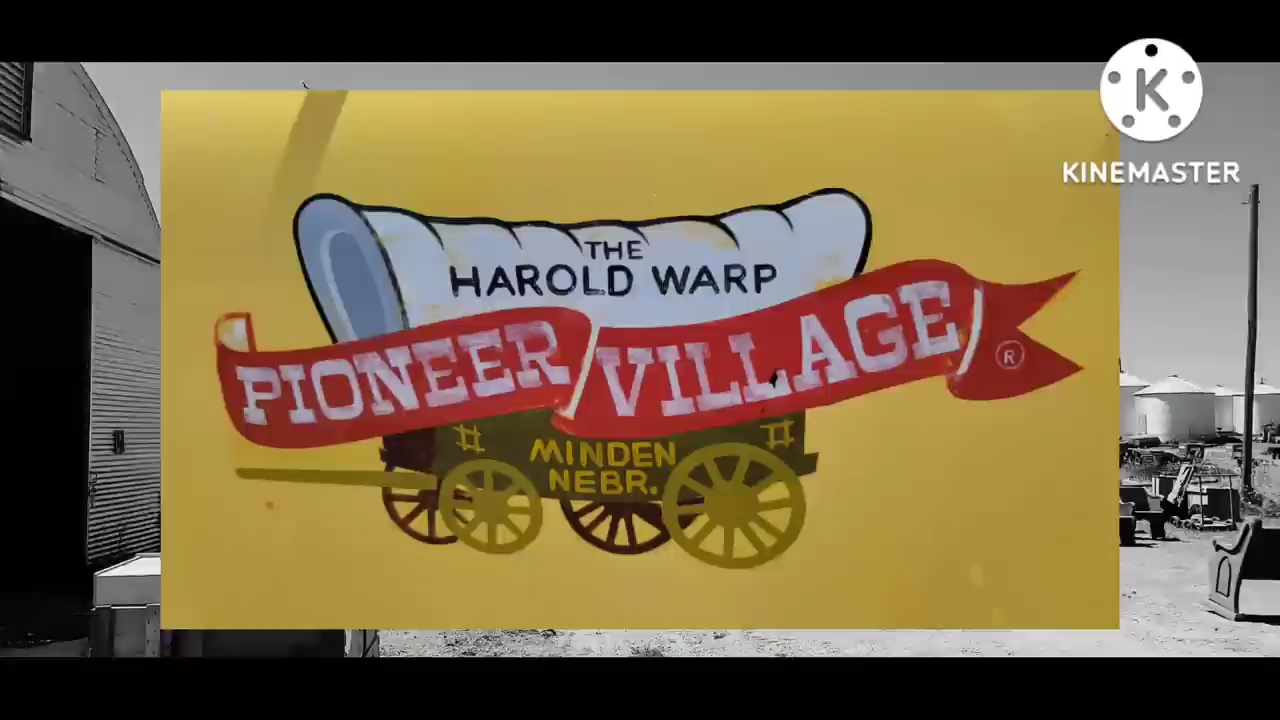 THE
HAROLD WARP
PIONEER VILLAGE ®
MINDEN
NEBR.
K
KINEMASTER